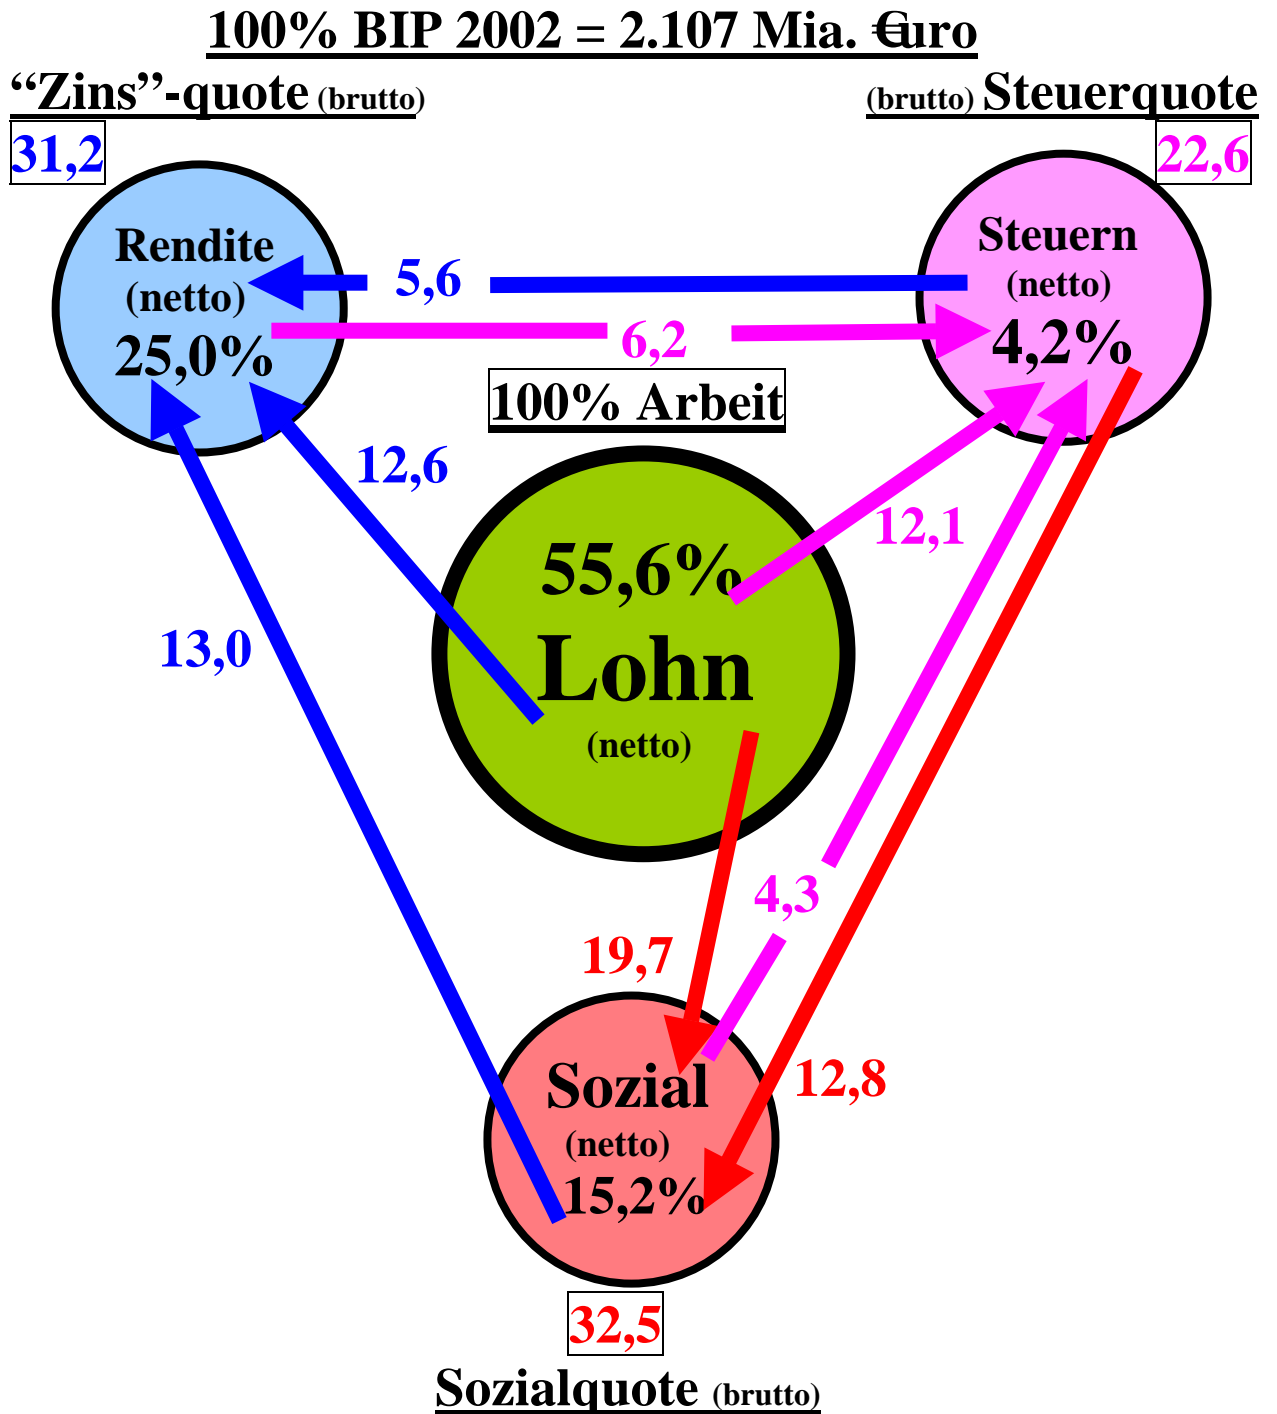 100% BIP 2002 = 2.107 Mia. €uro
“Zins”-quote (brutto)
(brutto) Steuerquote
31,2
22,6
Rendite
(netto)
25,0%
Steuern
(netto)
4,2%
5,6
6,2
100% Arbeit
12,6
12,1
55,6%
Lohn
(netto)
13,0
4,3
19,7
12,8
Sozial
(netto)
15,2%
32,5
Sozialquote (brutto)